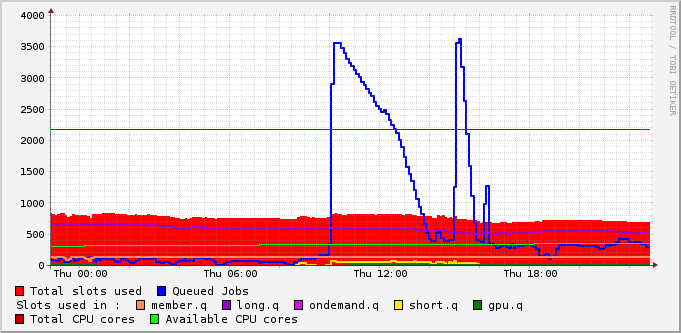 4000
3500
3000
2500
2000
1500
1000
500
0
Thu 00:00 Thu 06:00 Thu 12:00 Thu 18:00
Total slots used Queued Jobs
Slots used in : member.q long.q ondemand.q short.q gpu.q
Total CPU cores Available CPU cores
RRDTOOL / TOBI OETIKER